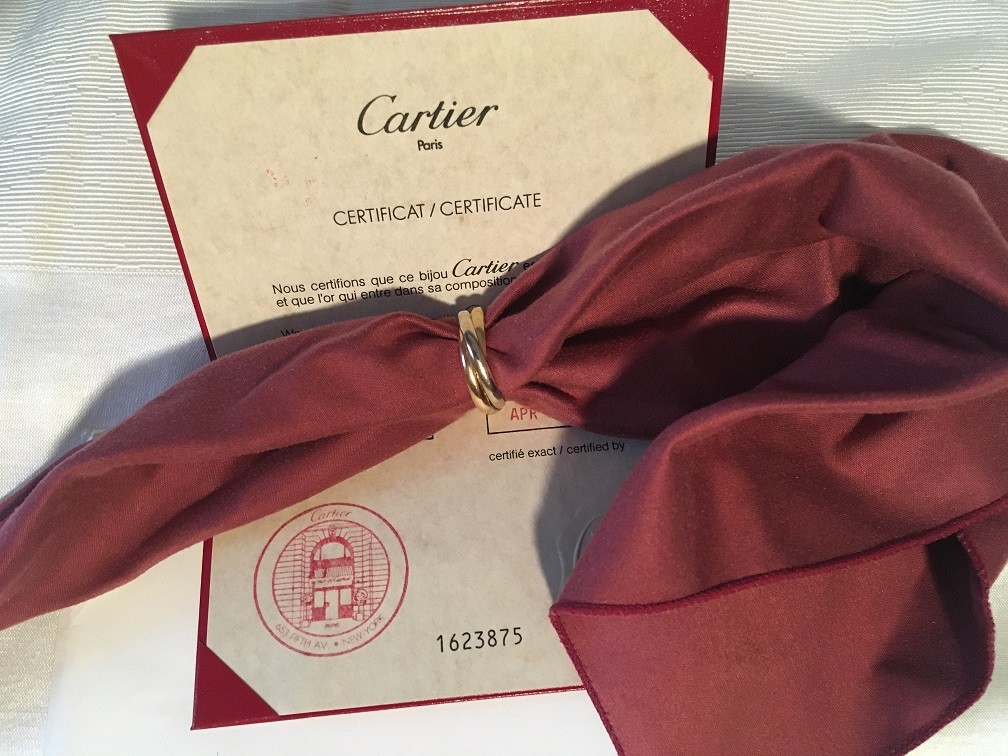 Cartier
Paris
CERTIFICAT / CERTIFICATE
Nous certifions que ce bijou Cartier
et que l'or qui entre dans sa composition
APR
certifié exact / certified by
Cartier
653 FIFTH AV. • NEW-YORK
1623875